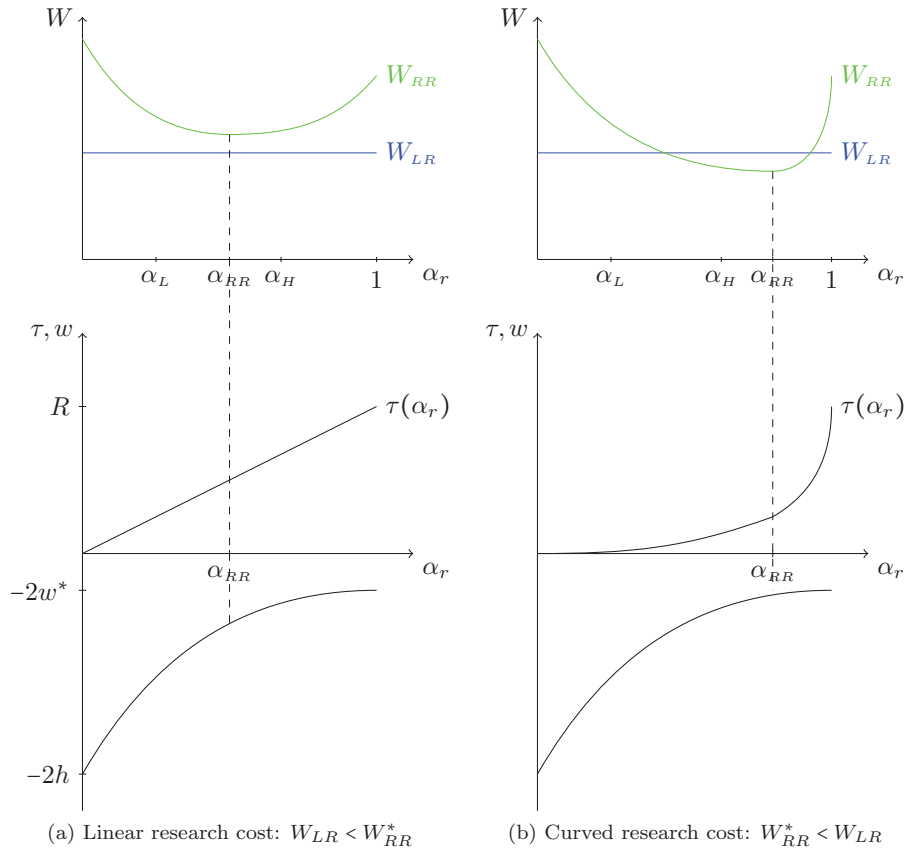 W
W_RR
W_LR
α_L α_RR α_H 1 α_r
τ, w
R
τ(α_r)
α_RR α_r
−2w*
−2h
(a) Linear research cost: W_LR < W*_RR
W
W_RR
W_LR
α_L α_H α_RR 1 α_r
τ, w
τ(α_r)
α_RR α_r
(b) Curved research cost: W*_RR < W_LR